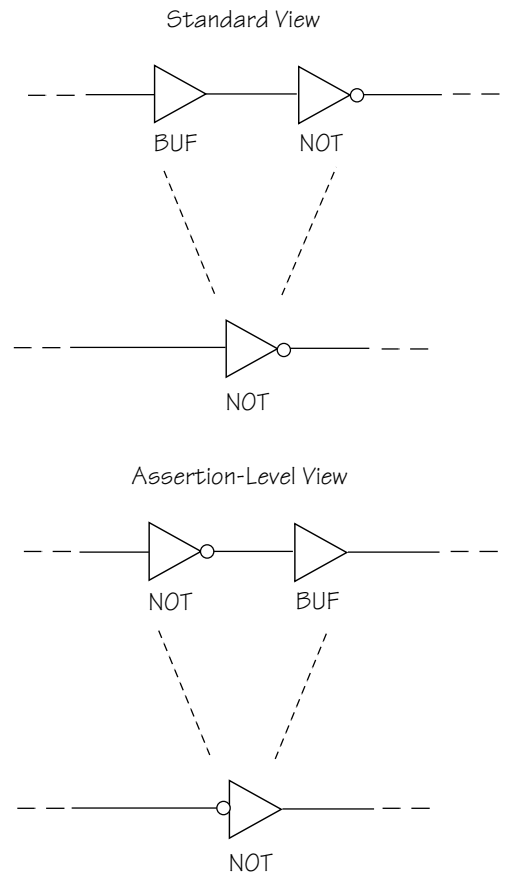 Standard View
BUF NOT
NOT
Assertion-Level View
NOT BUF
NOT